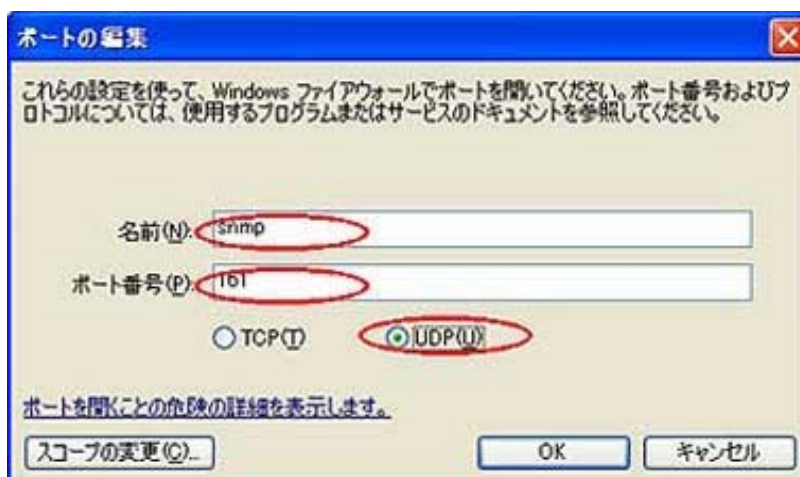 ポートの編集
これらの設定を使って、Windows ファイアウォールでポートを開いてください。ポート番号およびプ
ロトコルについては、使用するプログラムまたはサービスのドキュメントを参照してください。
名前(N): snmp
ポート番号(P): 161
TCP(T) UDP(U)
ポートを開くことの危険の詳細を表示します。
スコープの変更(C)... OK キャンセル